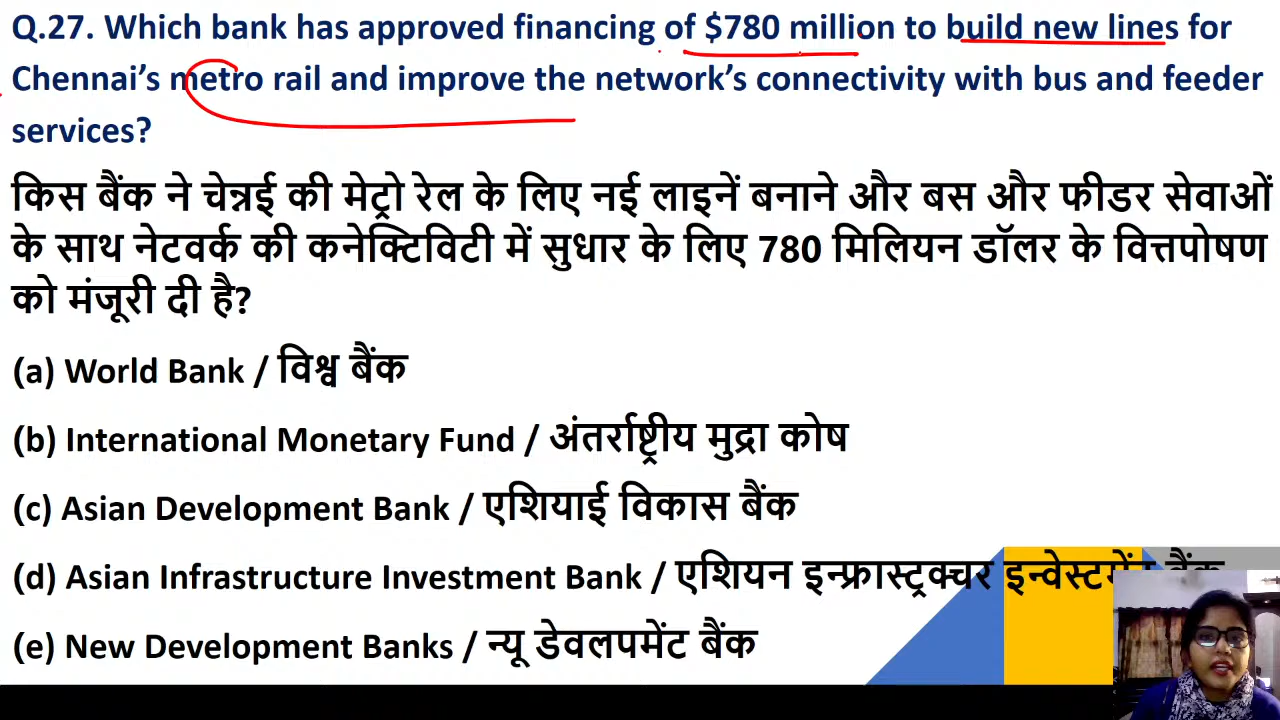 Q.27. Which bank has approved financing of $780 million to build new lines for
Chennai’s metro rail and improve the network’s connectivity with bus and feeder
services?
किस बैंक ने चेन्नई की मेट्रो रेल के लिए नई लाइनें बनाने और बस और फीडर सेवाओं
के साथ नेटवर्क की कनेक्टिविटी में सुधार के लिए 780 मिलियन डॉलर के वित्तपोषण
को मंजूरी दी है?
(a) World Bank / विश्व बैंक
(b) International Monetary Fund / अंतर्राष्ट्रीय मुद्रा कोष
(c) Asian Development Bank / एशियाई विकास बैंक
(d) Asian Infrastructure Investment Bank / एशियन इन्फ्रास्ट्रक्चर इन्वेस्टमेंट बैंक
(e) New Development Banks / न्यू डेवलपमेंट बैंक